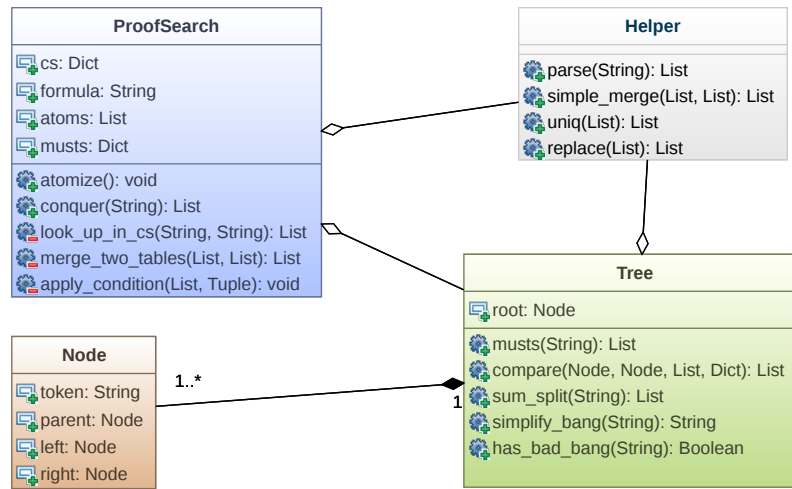 ProofSearch
cs: Dict
formula: String
atoms: List
musts: Dict
atomize(): void
conquer(String): List
look_up_in_cs(String, String): List
merge_two_tables(List, List): List
apply_condition(List, Tuple): void
Helper
parse(String): List
simple_merge(List, List): List
uniq(List): List
replace(List): List
Tree
root: Node
musts(String): List
compare(Node, Node, List, Dict): List
sum_split(String): List
simplify_bang(String): String
has_bad_bang(String): Boolean
Node
token: String
parent: Node
left: Node
right: Node
1..*
1